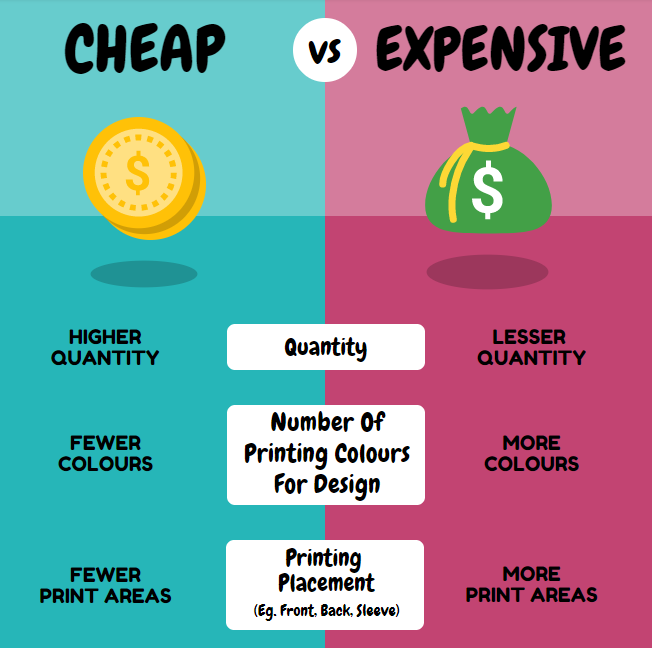 CHEAP VS EXPENSIVE
$ $
HIGHER
QUANTITY
Quantity
LESSER
QUANTITY
FEWER
COLOURS
Number Of
Printing Colours
For Design
MORE
COLOURS
FEWER
PRINT AREAS
Printing
Placement
(Eg. Front, Back, Sleeve)
MORE
PRINT AREAS